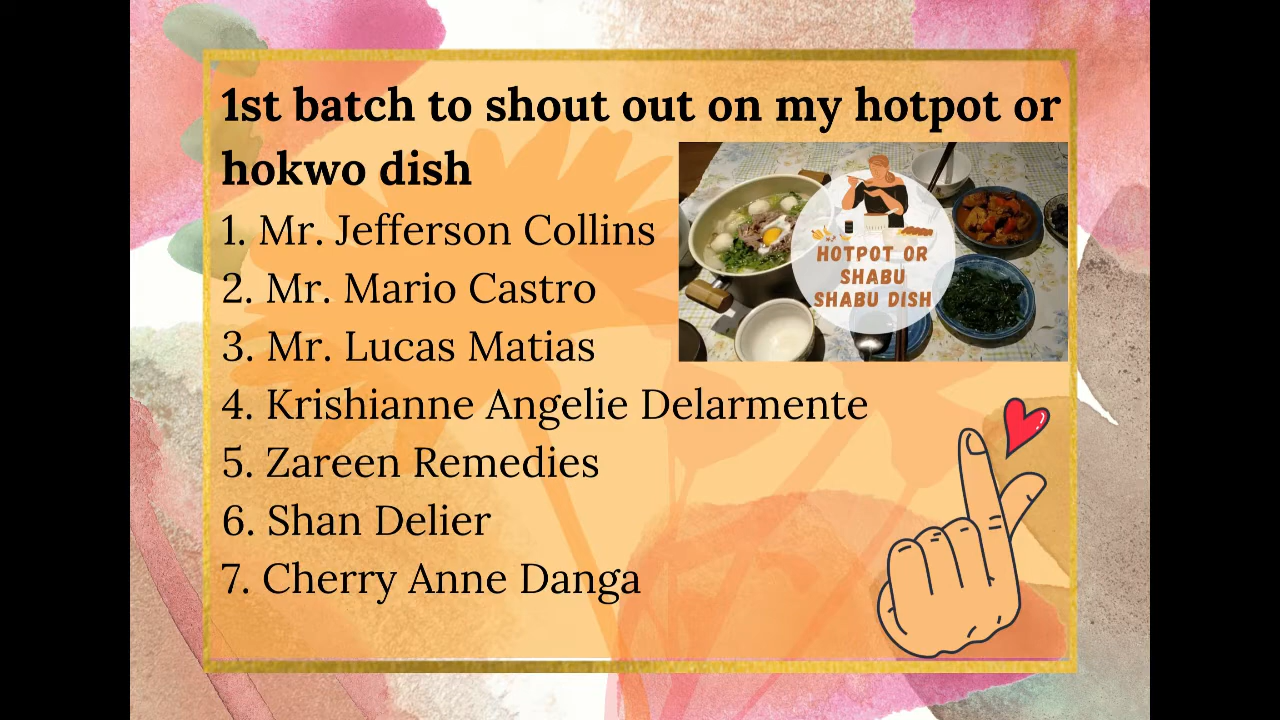 1st batch to shout out on my hotpot or
hokwo dish
1. Mr. Jefferson Collins
2. Mr. Mario Castro
3. Mr. Lucas Matias
4. Krishianne Angelie Delarmente
5. Zareen Remedies
6. Shan Delier
7. Cherry Anne Danga
HOTPOT OR
SHABU
SHABU DISH